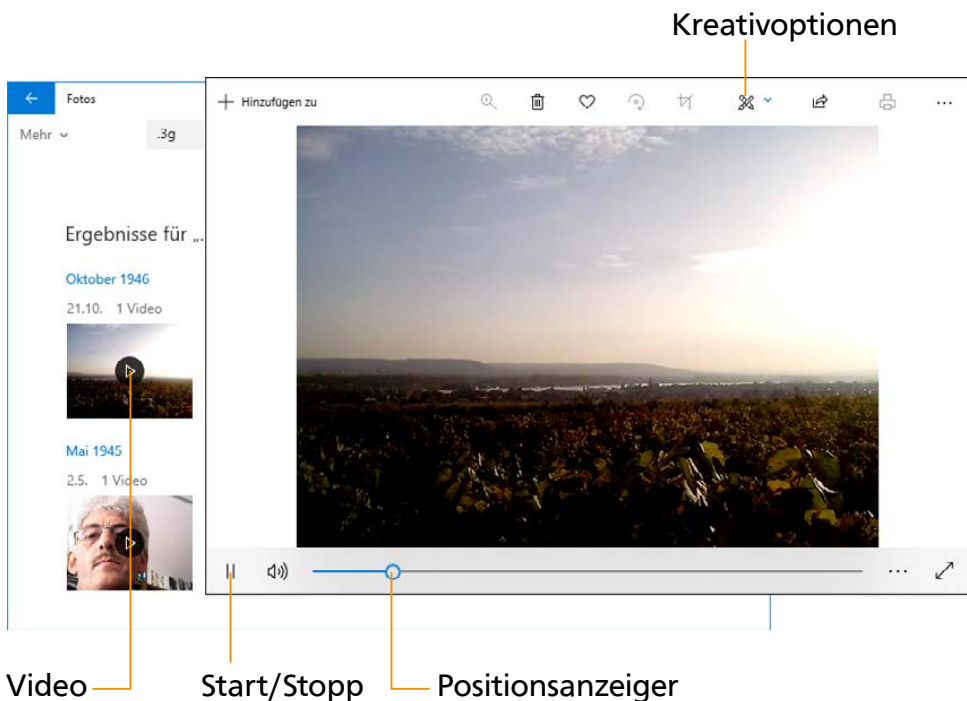 Kreativoptionen
Fotos
Hinzufügen zu
Mehr
.3g
Ergebnisse für „.
Oktober 1946
21.10. 1 Video
Mai 1945
2.5. 1 Video
Video
Start/Stopp
Positionsanzeiger